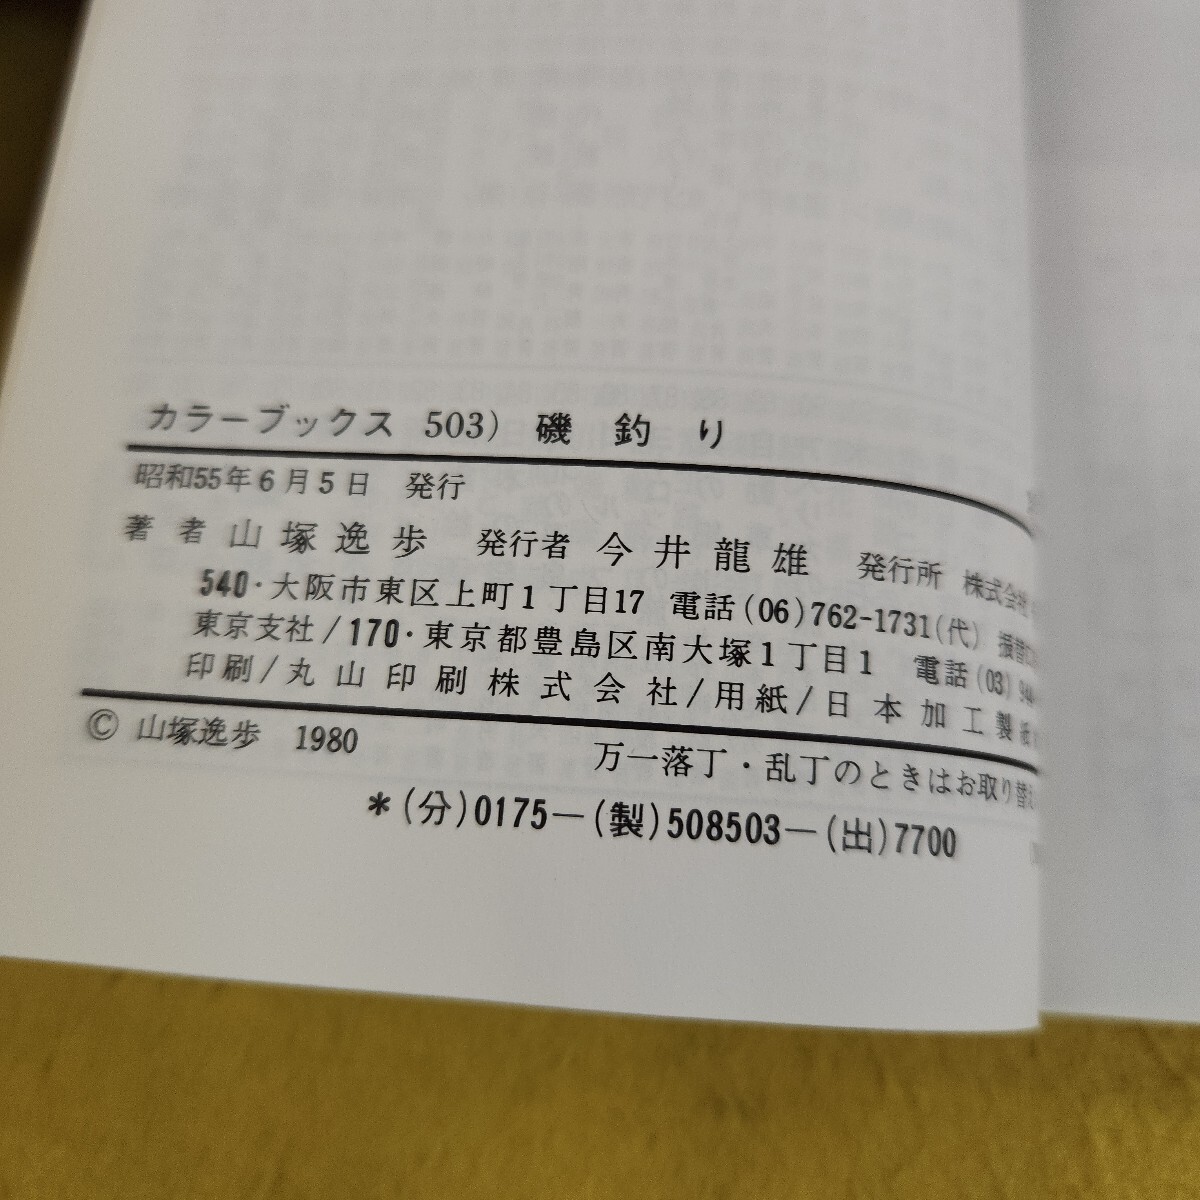 カラーブックス 503) 磯釣り
昭和55年6月5日 発行
著者 山塚逸歩 発行者 今井龍雄 発行所 株式会社
540・大阪市東区上町1丁目17 電話(06)762-1731(代) 振替
東京支社/170・東京都豊島区南大塚1丁目1 電話(03)
印刷/丸山印刷株式会社/用紙/日本加工製紙
© 山塚逸歩 1980 万一落丁・乱丁のときはお取り替え
*(分)0175-(製)508503-(出)7700